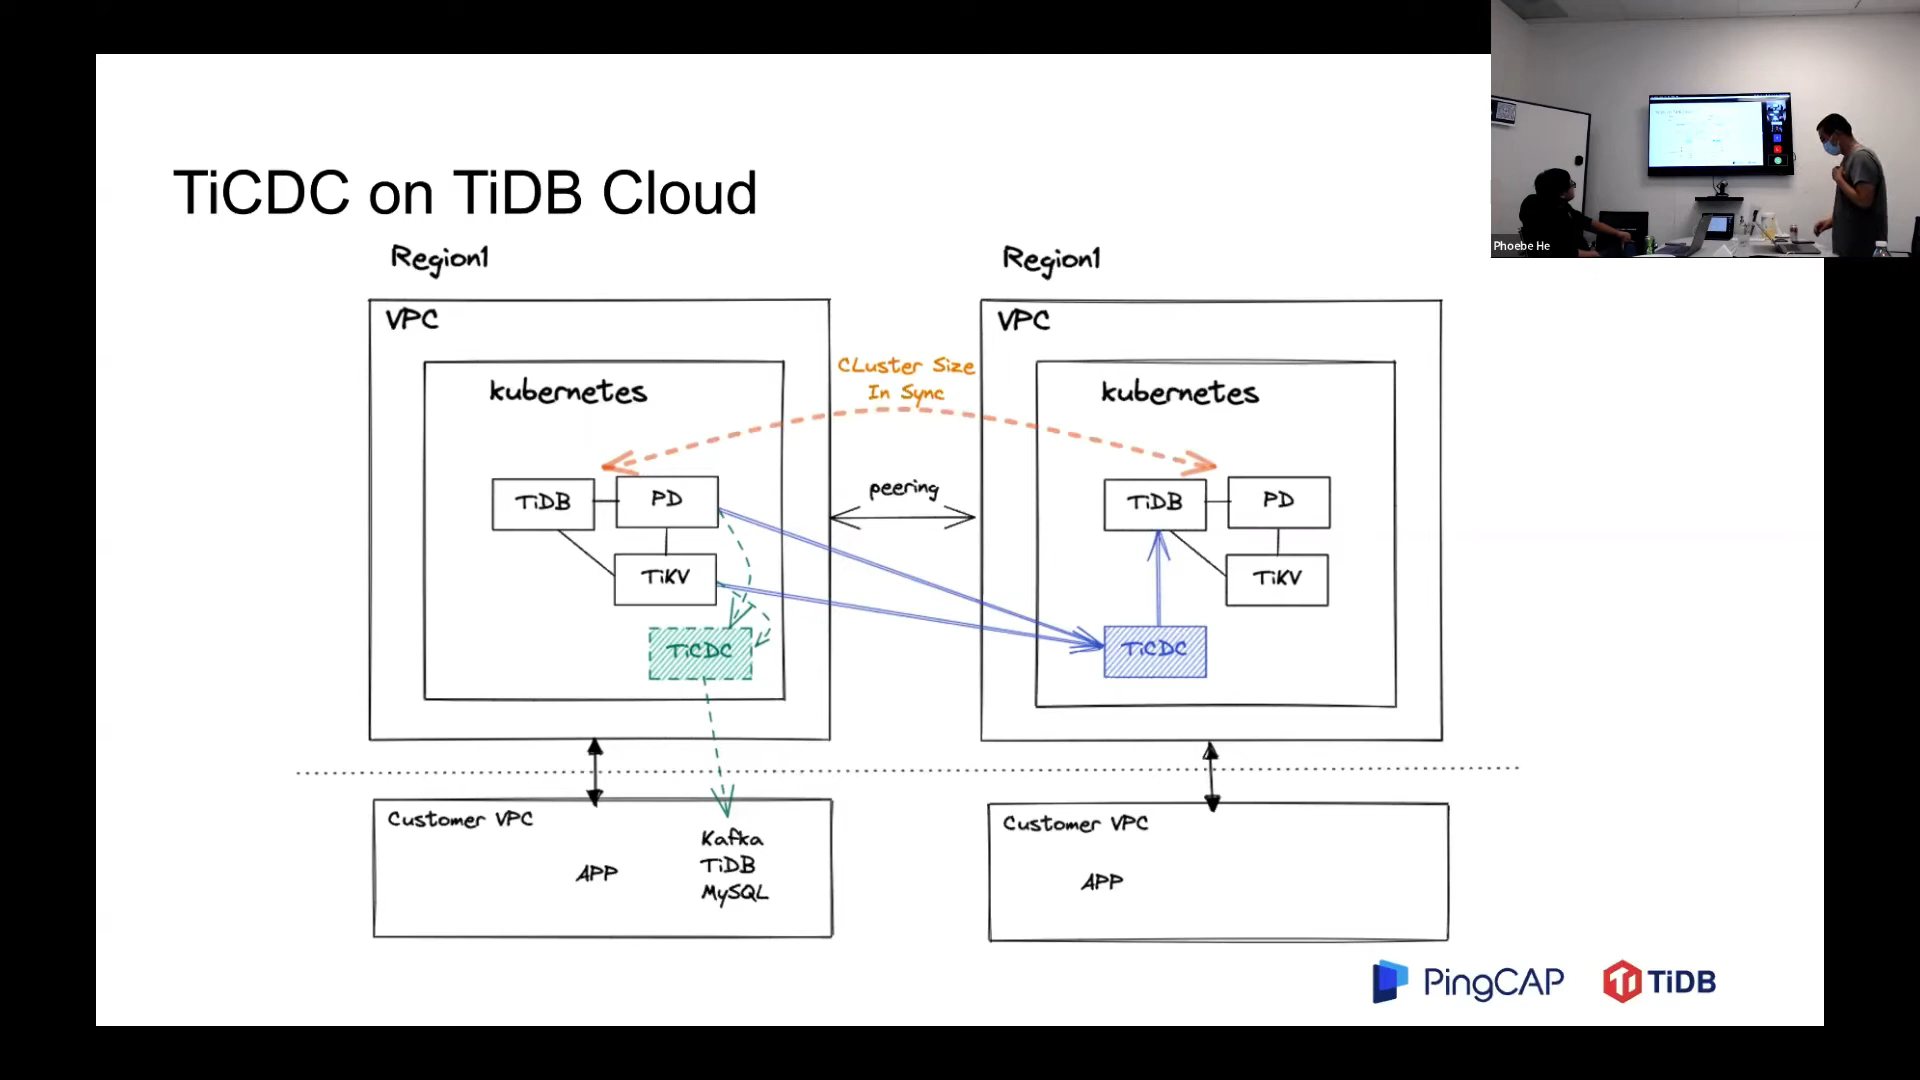 TiCDC on TiDB Cloud
Region1
Region1
VPC
VPC
kubernetes
kubernetes
CLuster Size
In Sync
peering
TiDB
PD
TiKV
TiCDC
TiDB
PD
TiKV
TiCDC
Customer VPC
APP
Kafka
TiDB
MySQL
Customer VPC
APP
PingCAP
TiDB
Phoebe He